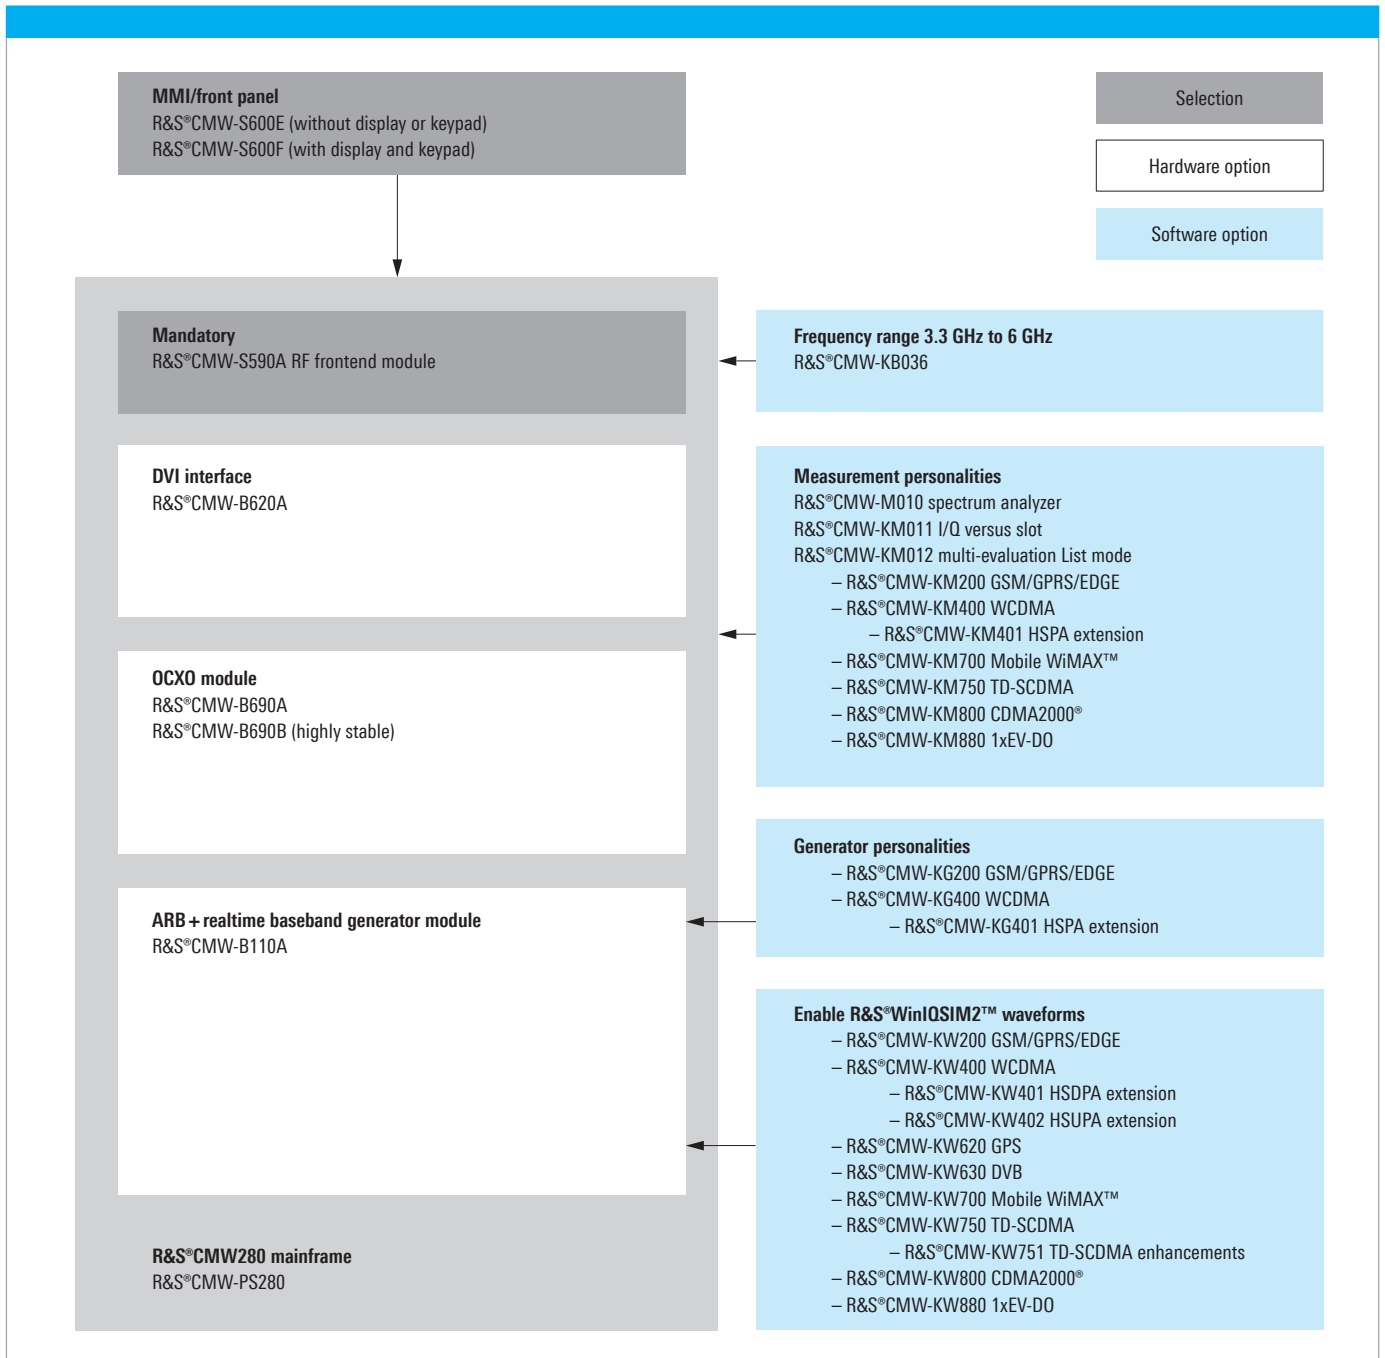 MMI/front panel
R&S®CMW-S600E (without display or keypad)
R&S®CMW-S600F (with display and keypad)
Selection
Hardware option
Software option
Mandatory
R&S®CMW-S590A RF frontend module
Frequency range 3.3 GHz to 6 GHz
R&S®CMW-KB036
DVI interface
R&S®CMW-B620A
Measurement personalities
R&S®CMW-M010 spectrum analyzer
R&S®CMW-KM011 I/Q versus slot
R&S®CMW-KM012 multi-evaluation List mode
– R&S®CMW-KM200 GSM/GPRS/EDGE
– R&S®CMW-KM400 WCDMA
– R&S®CMW-KM401 HSPA extension
– R&S®CMW-KM700 Mobile WiMAX™
– R&S®CMW-KM750 TD-SCDMA
– R&S®CMW-KM800 CDMA2000®
– R&S®CMW-KM880 1xEV-DO
OCXO module
R&S®CMW-B690A
R&S®CMW-B690B (highly stable)
Generator personalities
– R&S®CMW-KG200 GSM/GPRS/EDGE
– R&S®CMW-KG400 WCDMA
– R&S®CMW-KG401 HSPA extension
ARB + realtime baseband generator module
R&S®CMW-B110A
Enable R&S®WinIQSIM2™ waveforms
– R&S®CMW-KW200 GSM/GPRS/EDGE
– R&S®CMW-KW400 WCDMA
– R&S®CMW-KW401 HSDPA extension
– R&S®CMW-KW402 HSUPA extension
– R&S®CMW-KW620 GPS
– R&S®CMW-KW630 DVB
– R&S®CMW-KW700 Mobile WiMAX™
– R&S®CMW-KW750 TD-SCDMA
– R&S®CMW-KW751 TD-SCDMA enhancements
– R&S®CMW-KW800 CDMA2000®
– R&S®CMW-KW880 1xEV-DO
R&S®CMW280 mainframe
R&S®CMW-PS280